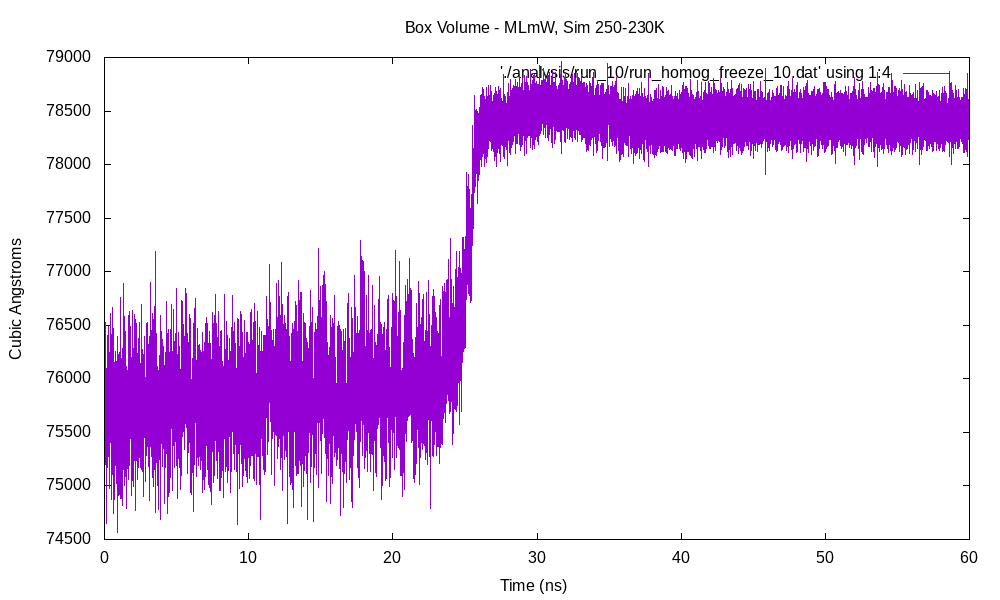 Box Volume - MLmW, Sim 250-230K
79000
'./analysis/run_10/run_homog_freeze_10.dat' using 1:4
78500
78000
77500
77000
76500
76000
75500
75000
74500
Cubic Angstroms
0 10 20 30 40 50 60
Time (ns)